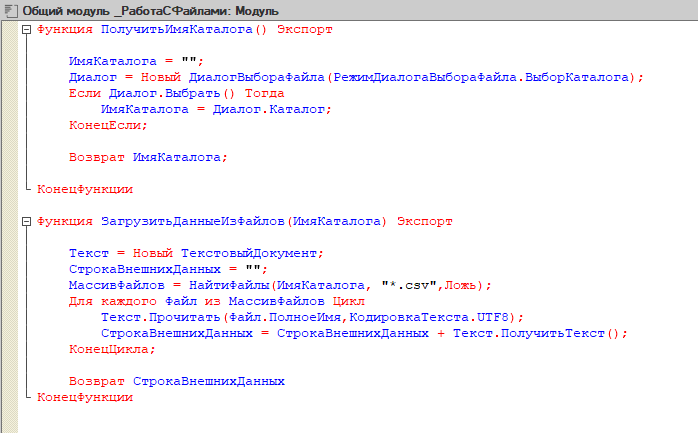 Общий модуль _РаботаСФайлами: Модуль
Функция ПолучитьИмяКаталога() Экспорт
ИмяКаталога = "";
Диалог = Новый ДиалогВыбораФайла(РежимДиалогаВыбораФайла.ВыборКаталога);
Если Диалог.Выбрать() Тогда
ИмяКаталога = Диалог.Каталог;
КонецЕсли;
Возврат ИмяКаталога;
КонецФункции
Функция ЗагрузитьДанныеИзФайлов(ИмяКаталога) Экспорт
Текст = Новый ТекстовыйДокумент;
СтрокаВнешнихДанных = "";
МассивФайлов = НайтиФайлы(ИмяКаталога, "*.csv",Ложь);
Для каждого Файл из МассивФайлов Цикл
Текст.Прочитать(Файл.ПолноеИмя,КодировкаТекста.UTF8);
СтрокаВнешнихДанных = СтрокаВнешнихДанных + Текст.ПолучитьТекст();
КонецЦикла;
Возврат СтрокаВнешнихДанных
КонецФункции